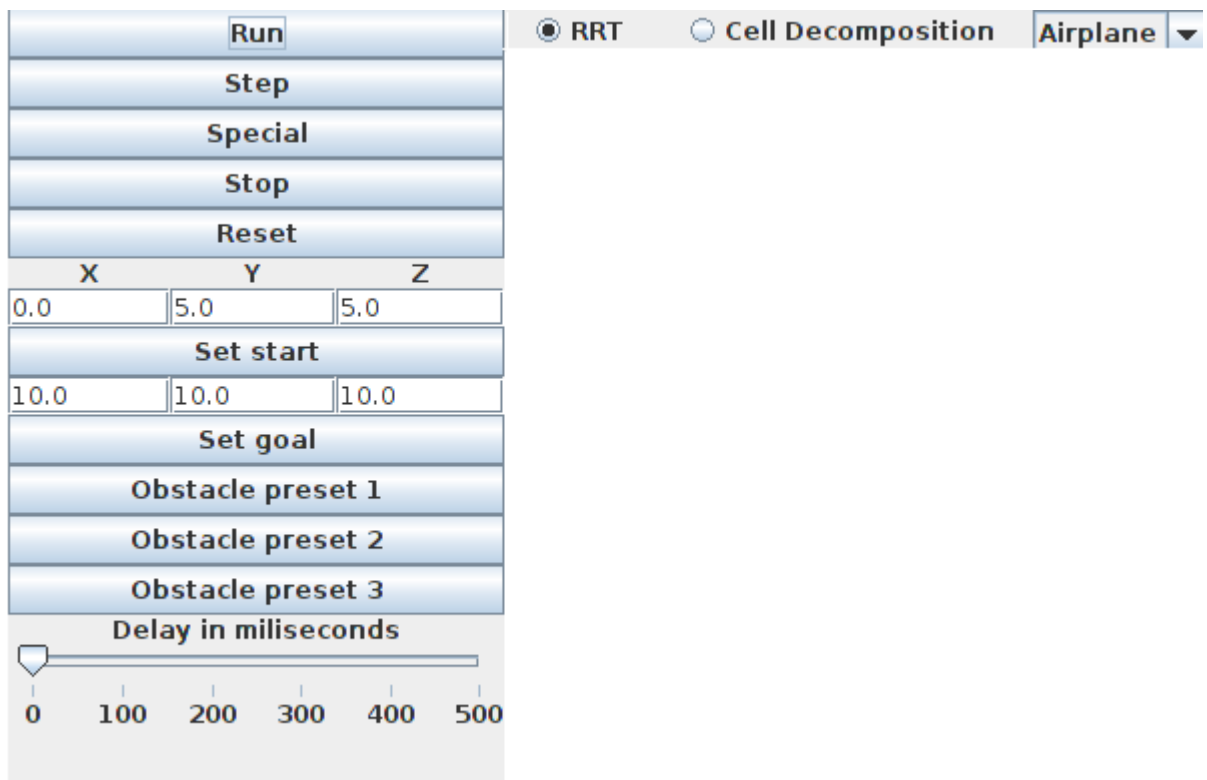 Run RRT Cell Decomposition Airplane
Step
Special
Stop
Reset
X Y Z
0.0 5.0 5.0
Set start
10.0 10.0 10.0
Set goal
Obstacle preset 1
Obstacle preset 2
Obstacle preset 3
Delay in miliseconds
0 100 200 300 400 500